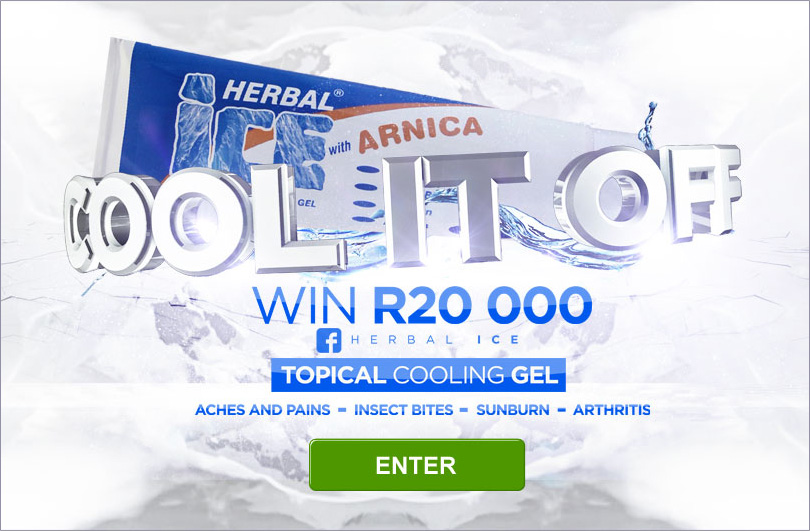 HERBAL®
ICE with ARNICA
GEL
COOL IT OFF
WIN R20 000
HERBAL ICE
TOPICAL COOLING GEL
ACHES AND PAINS - INSECT BITES - SUNBURN - ARTHRITIS
ENTER